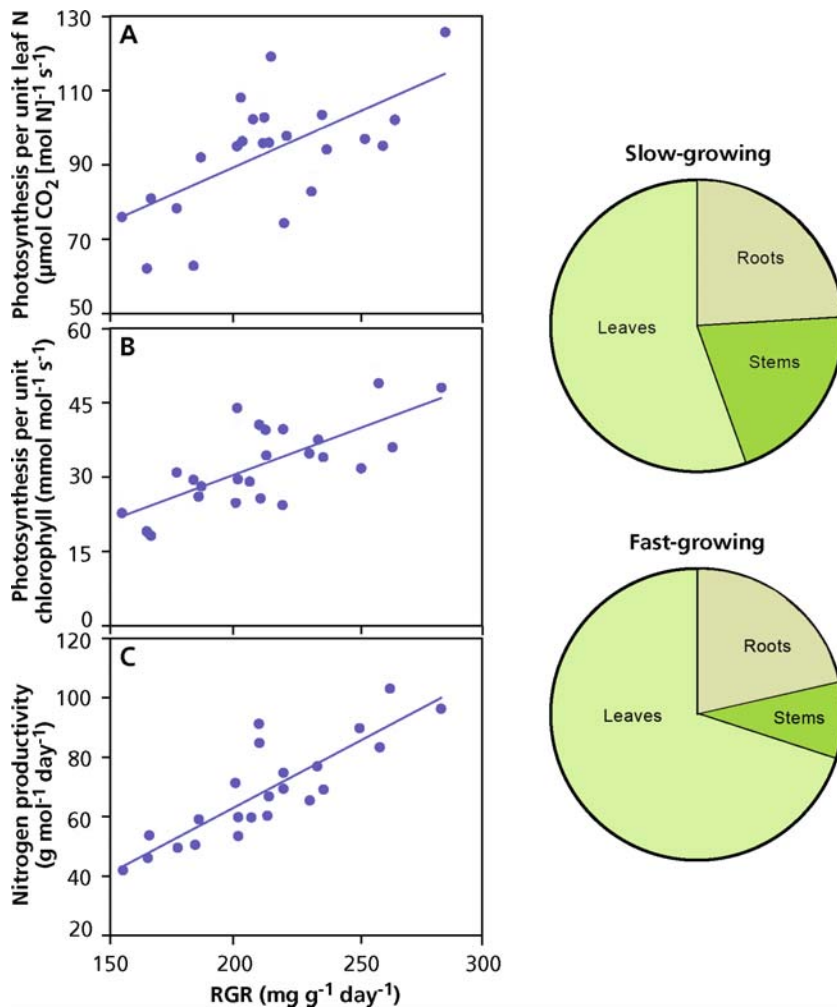 A
130
110
90
70
50
Photosynthesis per unit leaf N
(µmol CO₂ [mol N]⁻¹ s⁻¹)
B
60
45
30
15
0
Photosynthesis per unit
chlorophyll (mmol mol⁻¹ s⁻¹)
C
120
100
80
60
40
20
Nitrogen productivity
(g mol⁻¹ day⁻¹)
150 200 250 300
RGR (mg g⁻¹ day⁻¹)
Slow-growing
Roots
Leaves
Stems
Fast-growing
Roots
Leaves
Stems